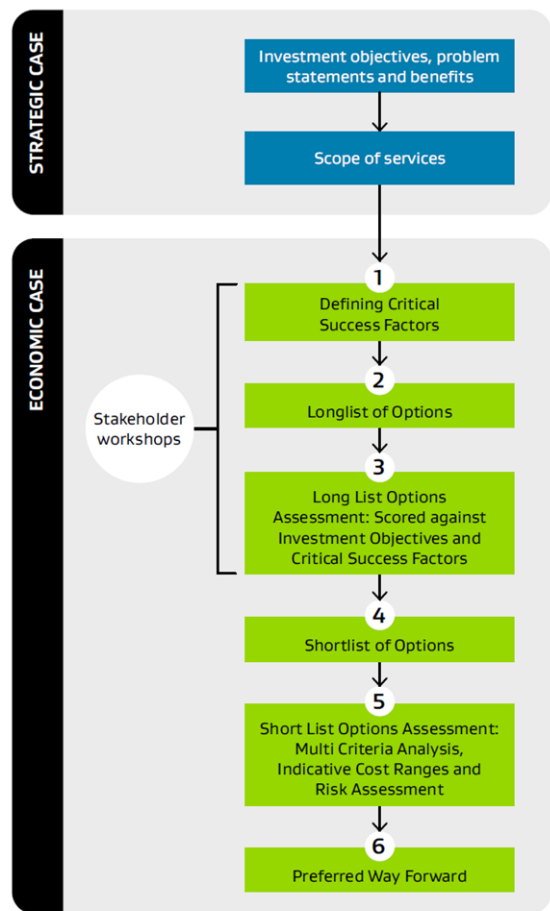 STRATEGIC CASE
Investment objectives, problem
statements and benefits
Scope of services
ECONOMIC CASE
Stakeholder
workshops
1
Defining Critical
Success Factors
2
Longlist of Options
3
Long List Options
Assessment: Scored against
Investment Objectives and
Critical Success Factors
4
Shortlist of Options
5
Short List Options Assessment:
Multi Criteria Analysis,
Indicative Cost Ranges and
Risk Assessment
6
Preferred Way Forward